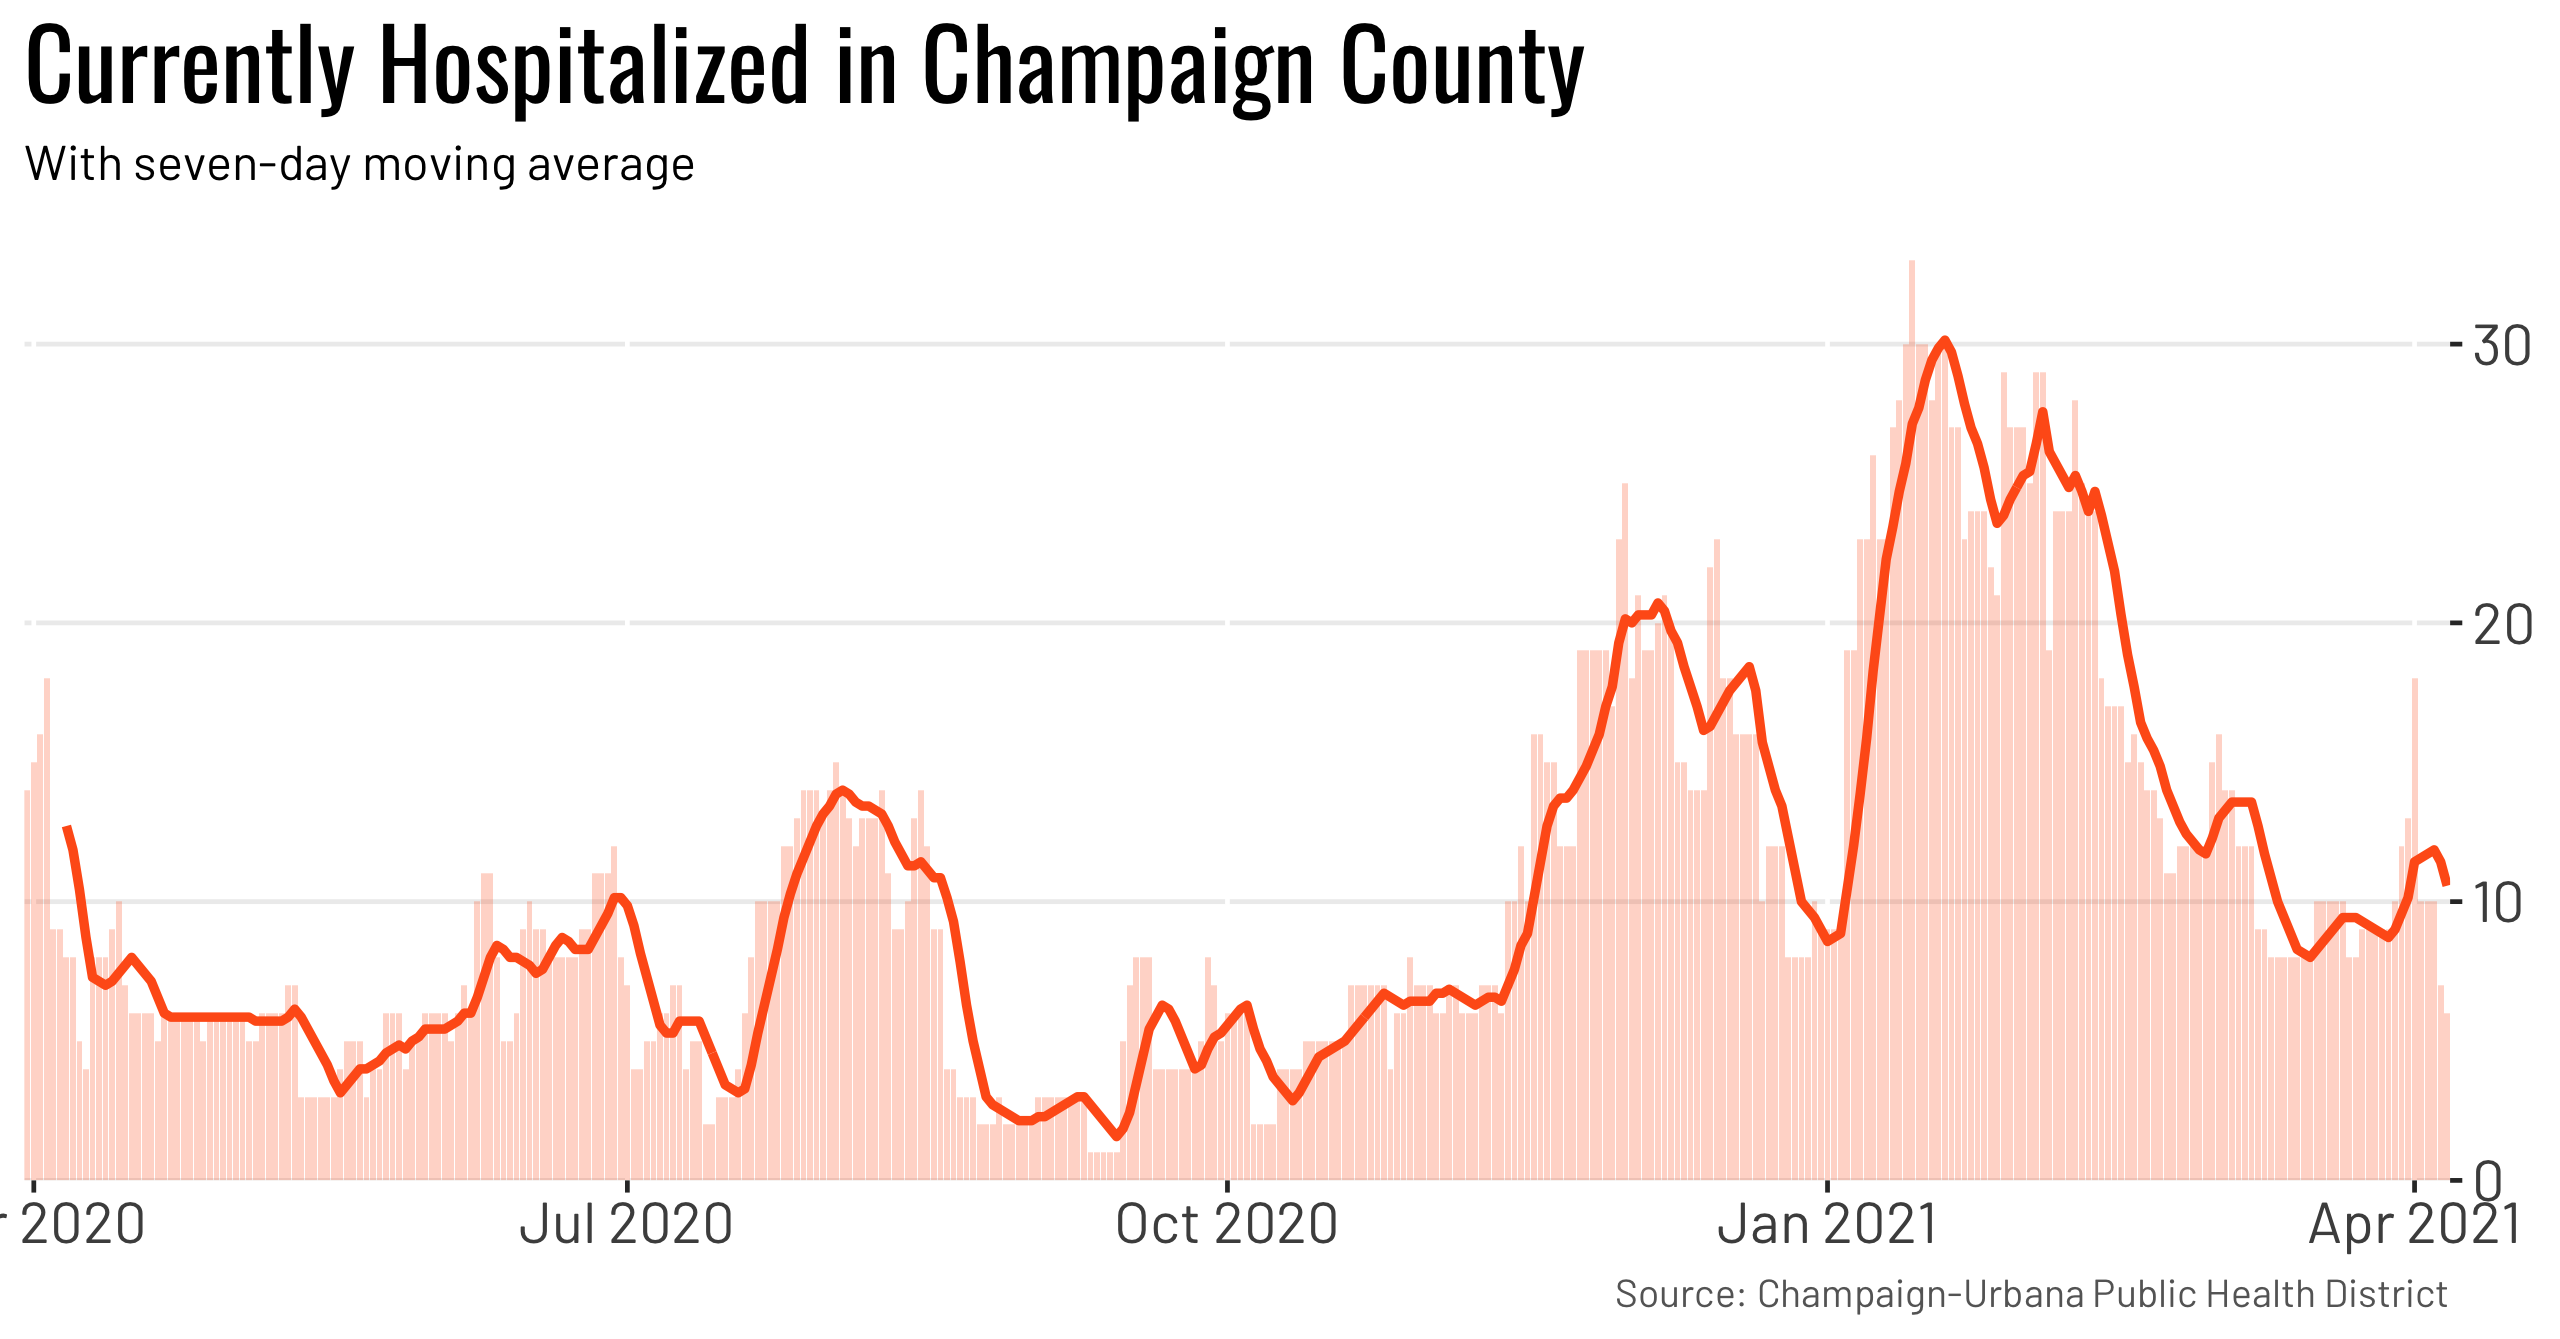 Currently Hospitalized in Champaign County
With seven-day moving average
30
20
10
0
r 2020 Jul 2020 Oct 2020 Jan 2021 Apr 2021
Source: Champaign-Urbana Public Health District